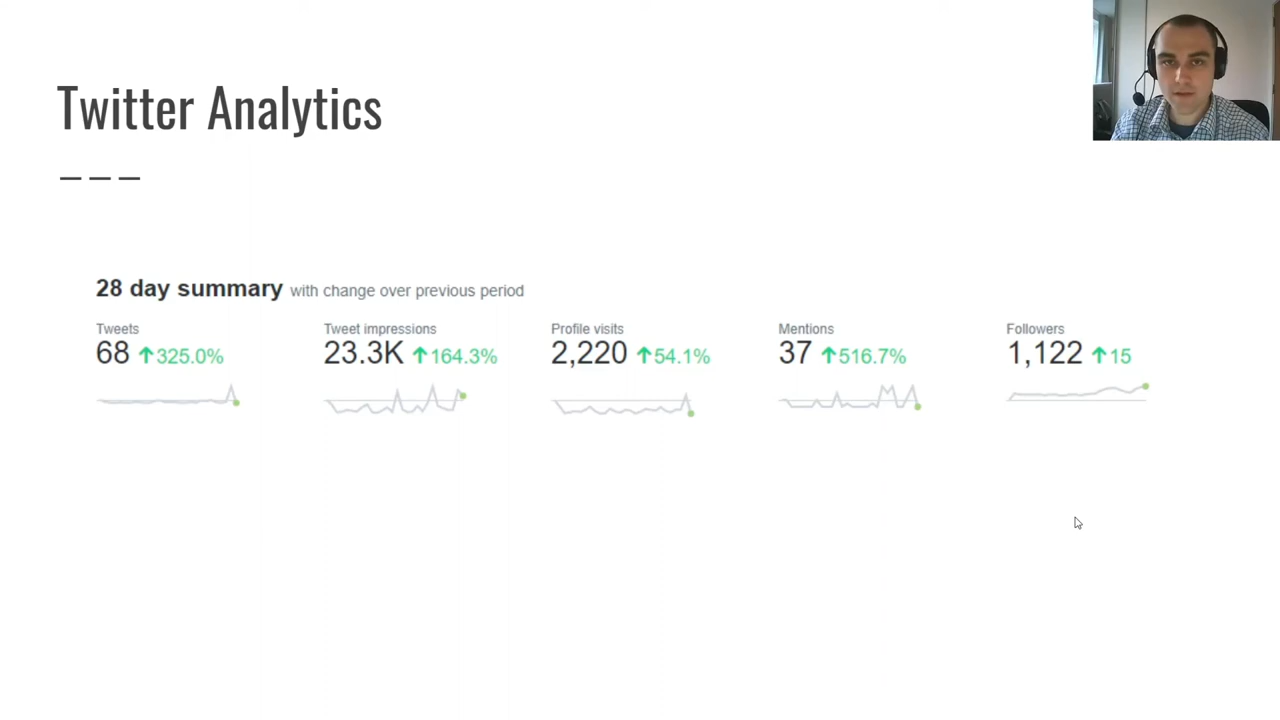 Twitter Analytics
28 day summary with change over previous period
Tweets Tweet impressions Profile visits Mentions Followers
68 ↑325.0% 23.3K ↑164.3% 2,220 ↑54.1% 37 ↑516.7% 1,122 ↑15